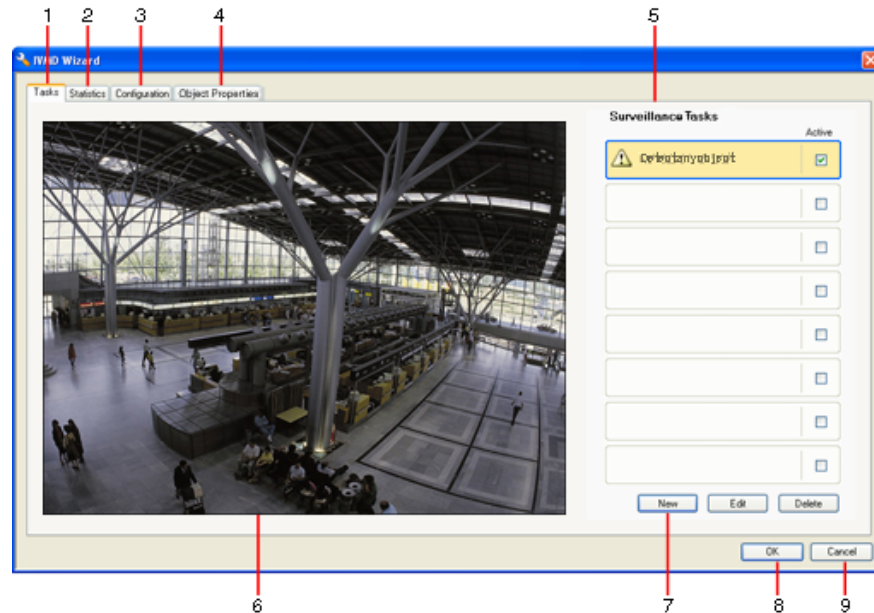 1 2 3 4 5
Tasks Statistics Configuration Object Properties
Surveillance Tasks
Active
New Edit Delete
OK Cancel
6 7 8 9
Wizard